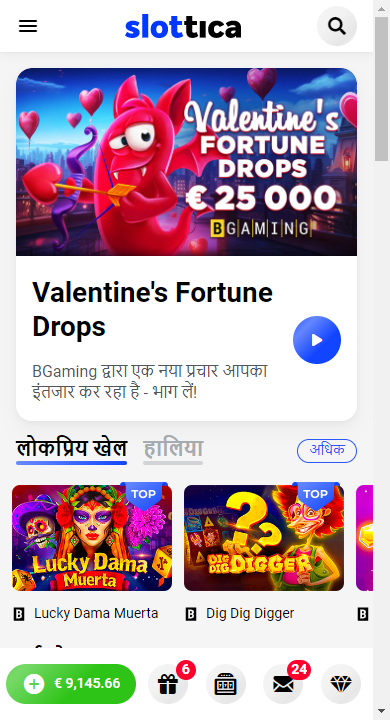 slottica
Valentine's
FORTUNE
DROPS
€ 25 000
BGAMING
Valentine's Fortune
Drops
BGaming द्वारा एक नया प्रचार आपका
इंतजार कर रहा है - भाग लें!
लोकप्रिय खेल हालिया अधिक
TOP TOP
Lucky Dama
Muerta
DIG DIG DIGGER
Lucky Dama Muerta Dig Dig Digger
€ 9,145.66 6 24